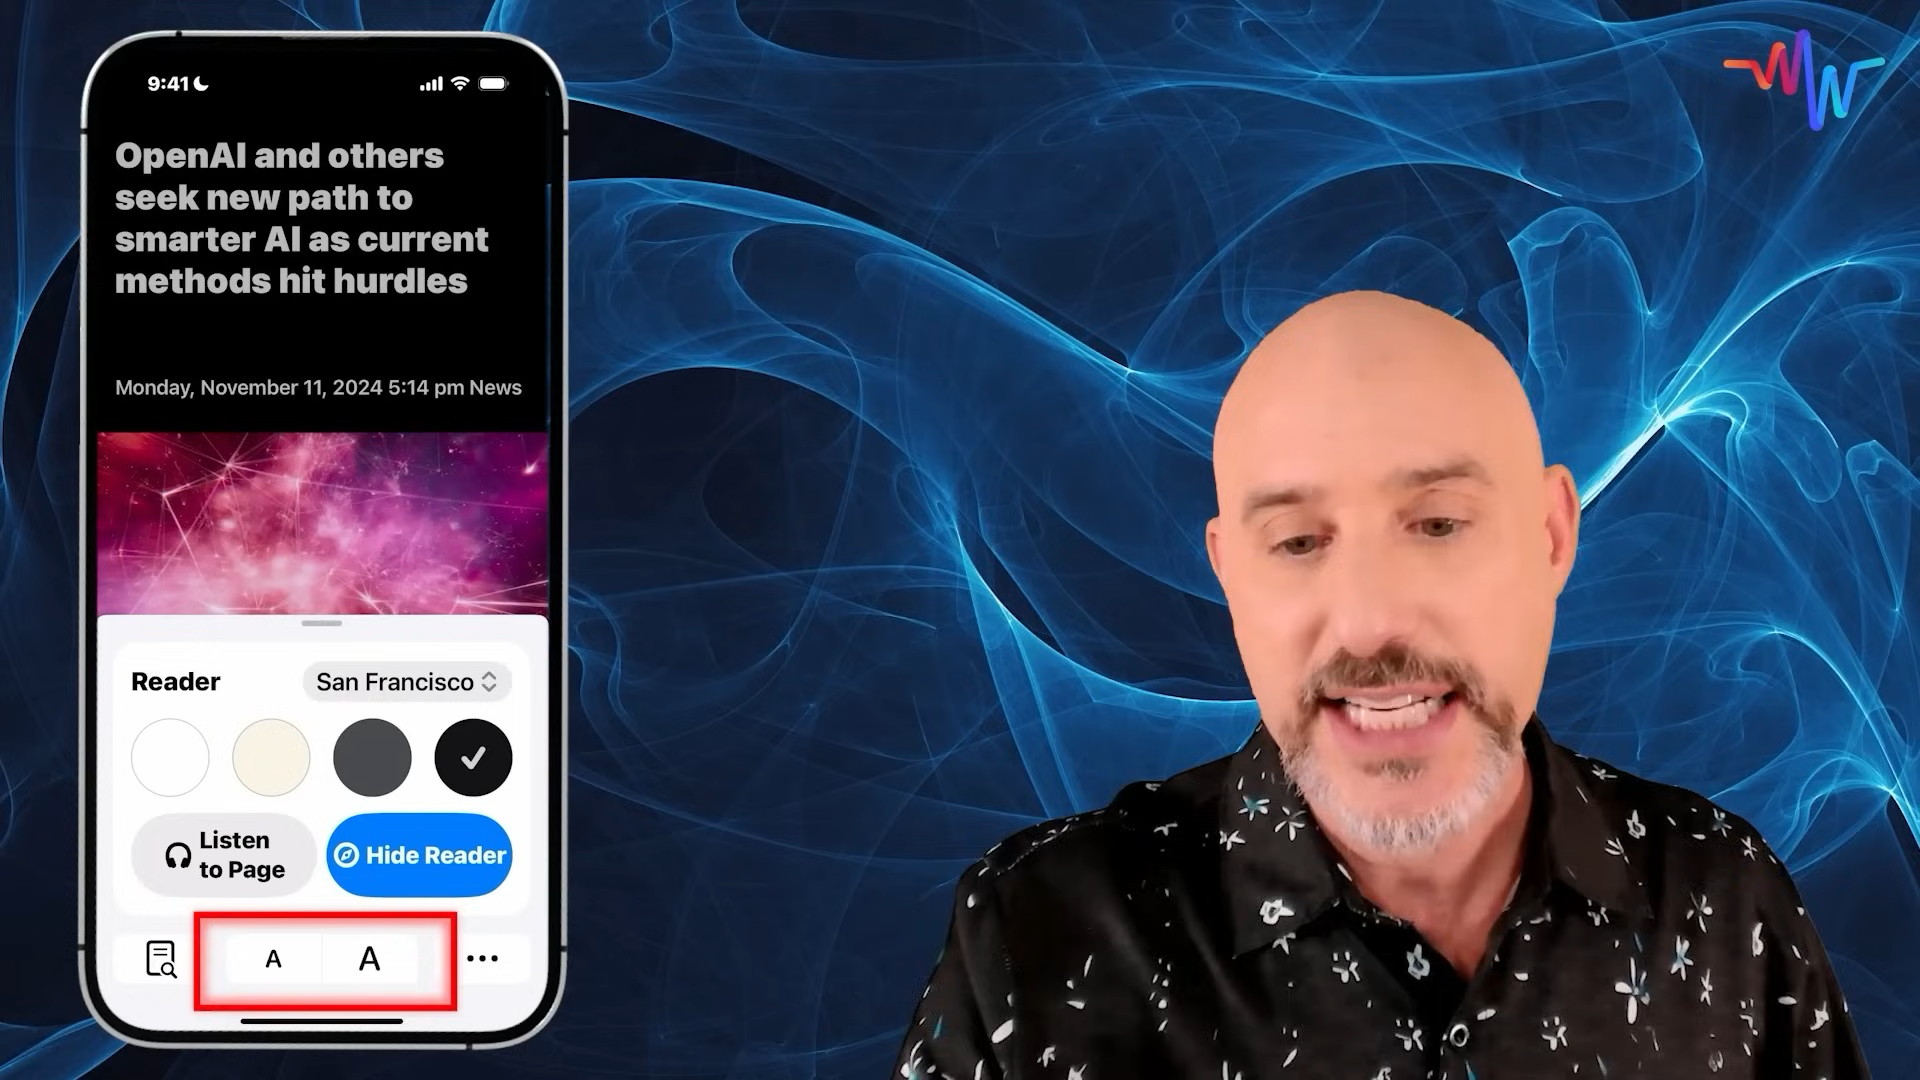 9:41
OpenAI and others
seek new path to
smarter AI as current
methods hit hurdles
Monday, November 11, 2024 5:14 pm News
Reader
San Francisco
Listen
to Page
Hide Reader
A A